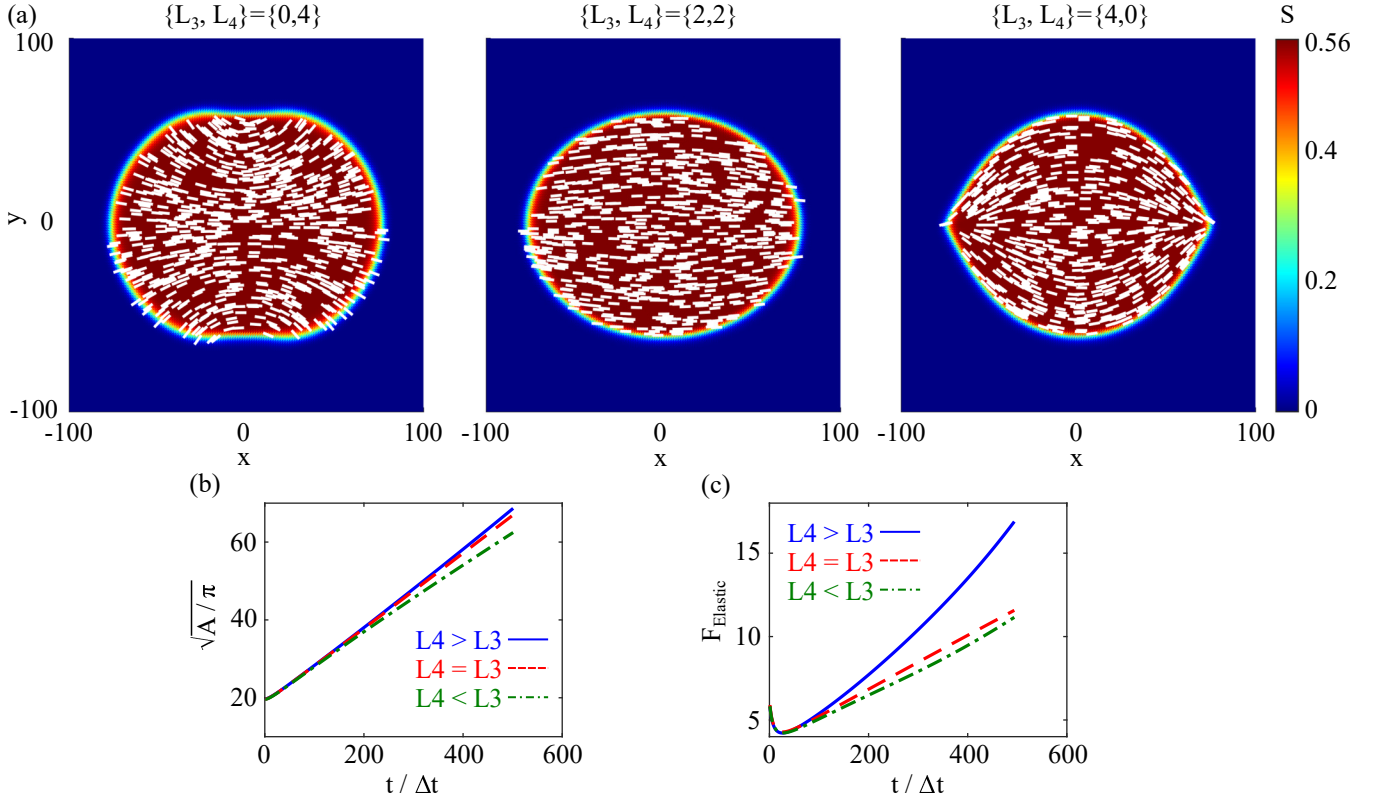 (a)
{L₃, L₄}={0,4}
{L₃, L₄}={2,2}
{L₃, L₄}={4,0}
S
100
0
-100
y
-100
0
100
x
-100
0
100
x
-100
0
100
x
0.56
0.4
0.2
0
(b)
60
40
20
√A / π
L4 > L3
L4 = L3
L4 < L3
0
200
400
600
t / Δt
(c)
15
10
5
F_Elastic
L4 > L3
L4 = L3
L4 < L3
0
200
400
600
t / Δt